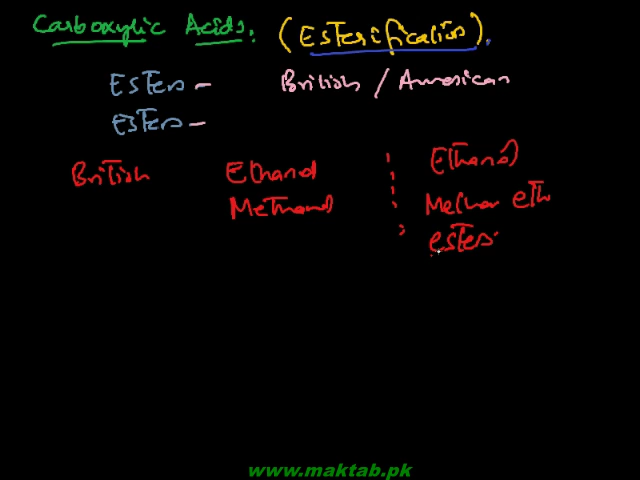 Carboxylic Acids. (Esterification).
Esters - British / American
Esters -
British Ethanol Ethanol
Methanol Methan eth
esters.
www.maktab.pk